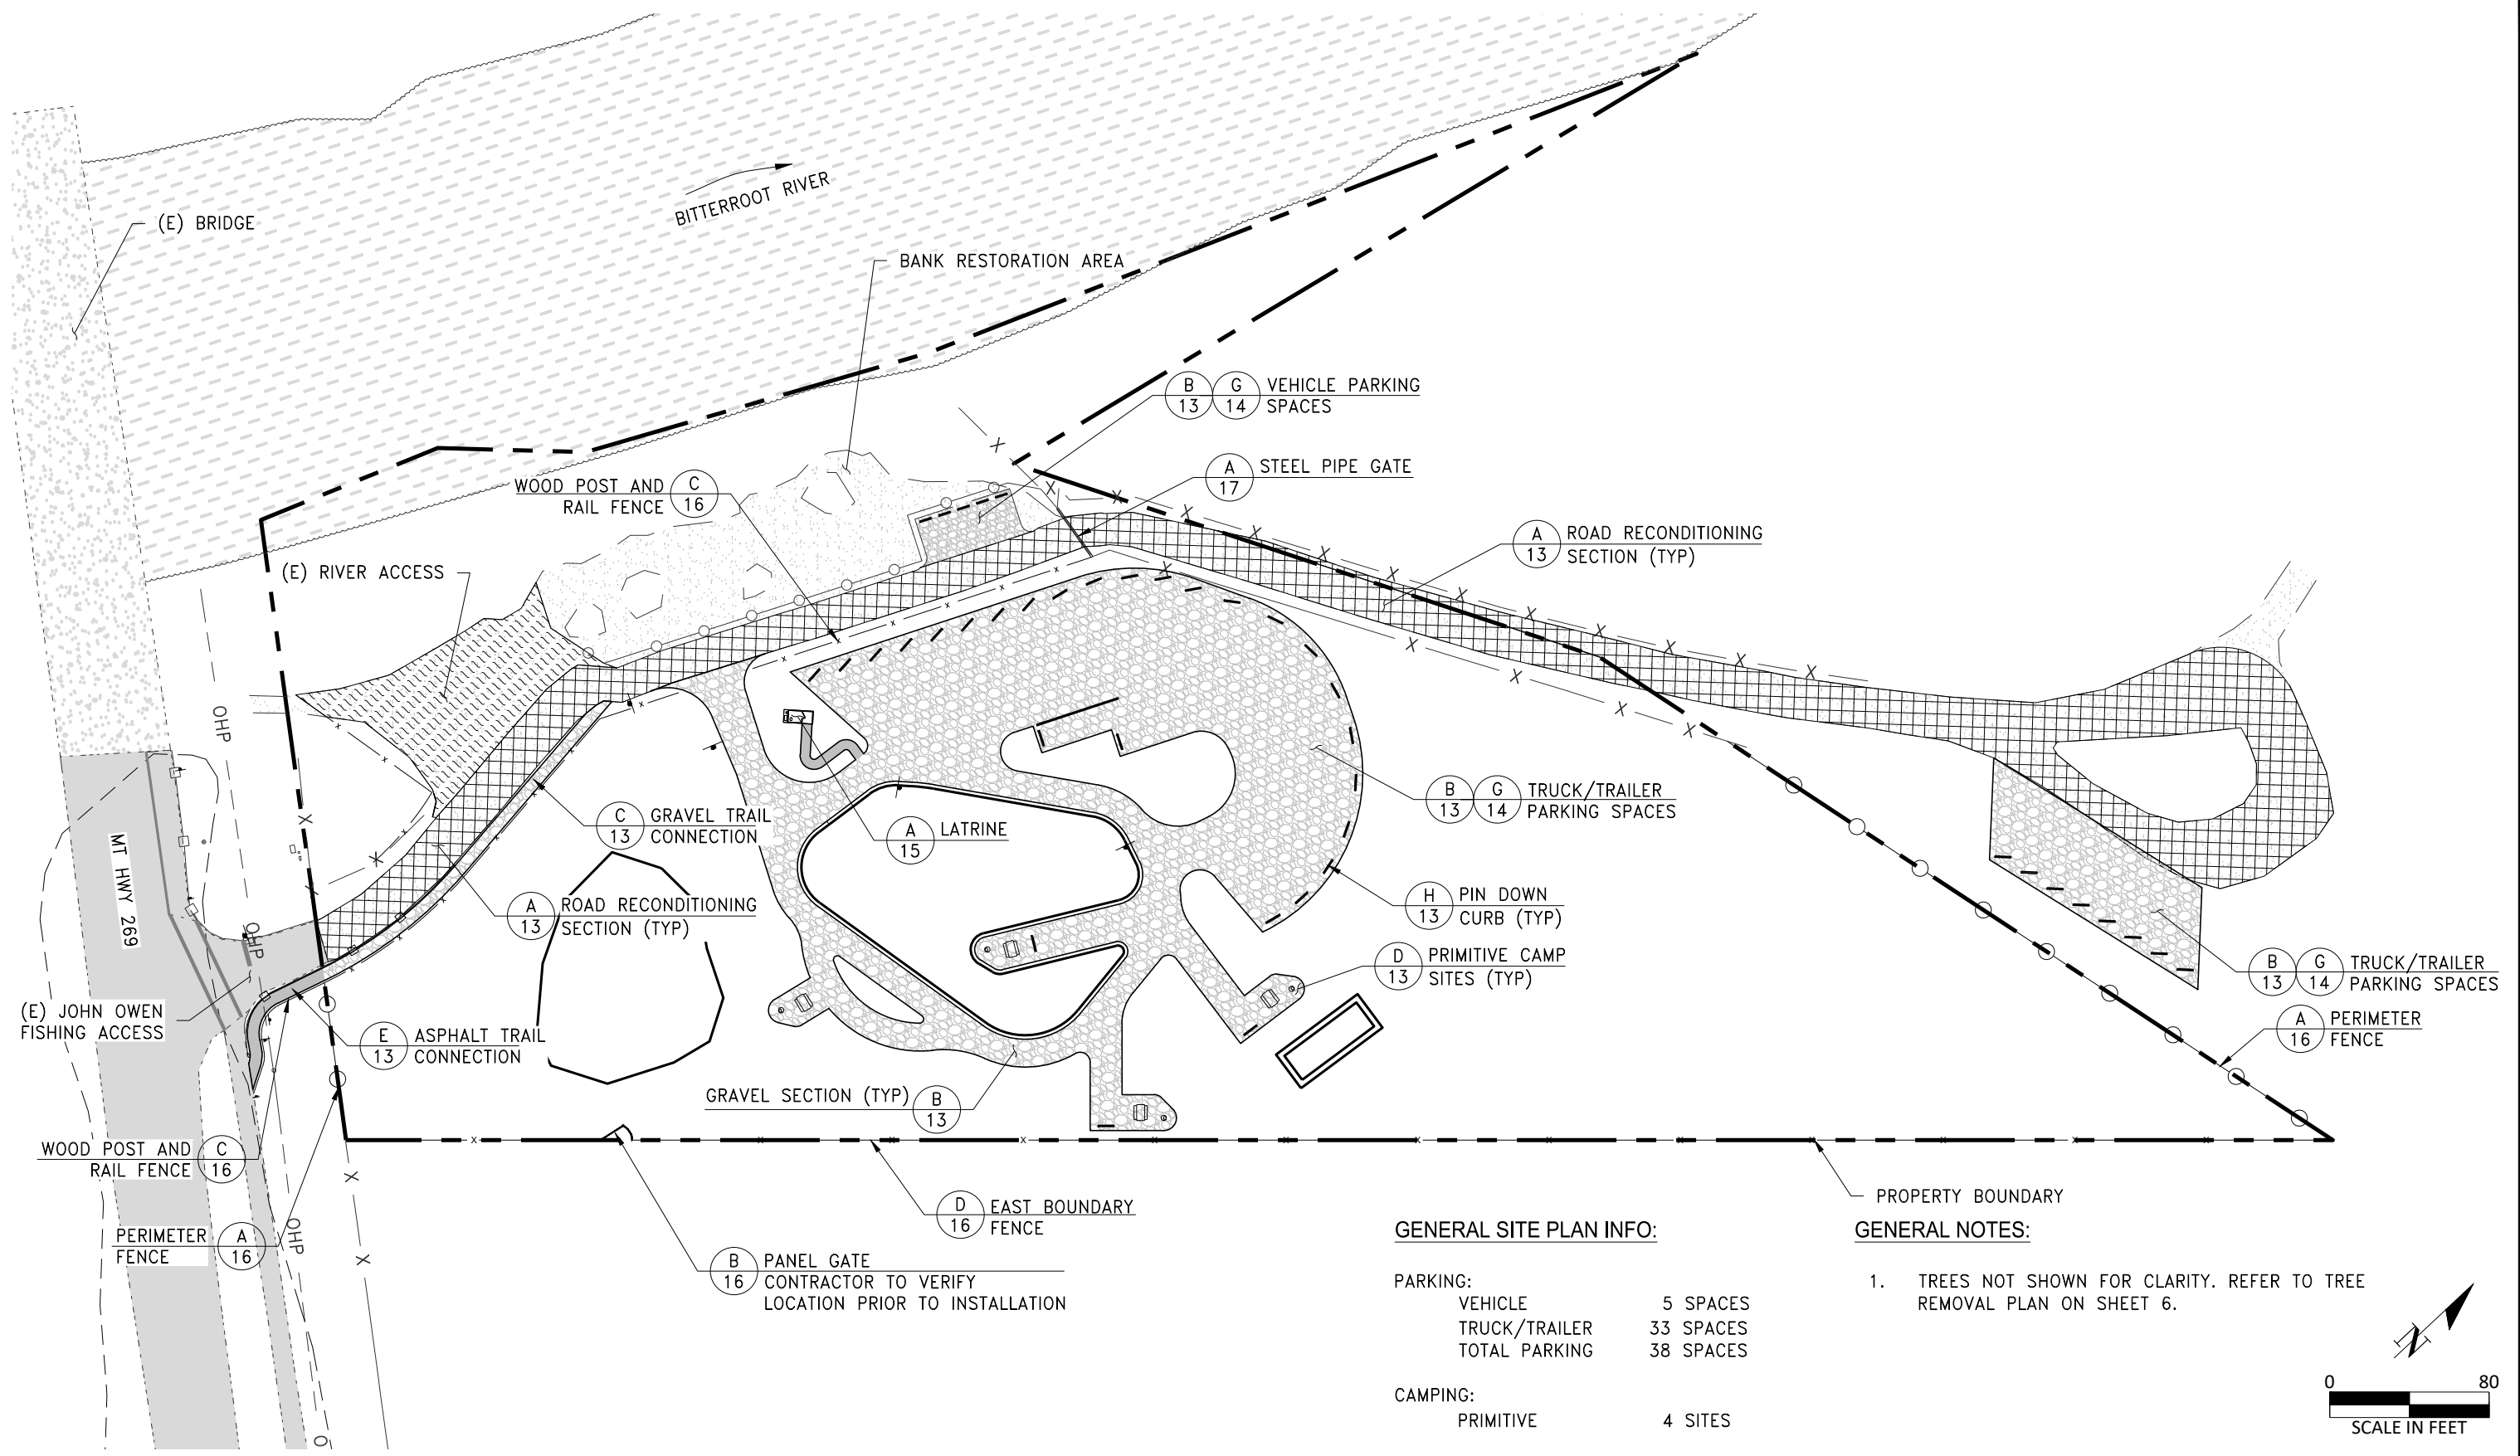 (E) BRIDGE
BITTERROOT RIVER
BANK RESTORATION AREA
B
13
G
14
VEHICLE PARKING
SPACES
WOOD POST AND
RAIL FENCE
C
16
A
17
STEEL PIPE GATE
A
13
ROAD RECONDITIONING
SECTION (TYP)
(E) RIVER ACCESS
OHP
MT HWY 269
C
13
GRAVEL TRAIL
CONNECTION
A
15
LATRINE
B
13
G
14
TRUCK/TRAILER
PARKING SPACES
A
13
ROAD RECONDITIONING
SECTION (TYP)
H
13
PIN DOWN
CURB (TYP)
OHP
D
13
PRIMITIVE CAMP
SITES (TYP)
B
13
G
14
TRUCK/TRAILER
PARKING SPACES
(E) JOHN OWEN
FISHING ACCESS
E
13
ASPHALT TRAIL
CONNECTION
A
16
PERIMETER
FENCE
GRAVEL SECTION (TYP)
B
13
WOOD POST AND
RAIL FENCE
C
16
D
16
EAST BOUNDARY
FENCE
PROPERTY BOUNDARY
PERIMETER
FENCE
A
16
OHP
B
16
PANEL GATE
CONTRACTOR TO VERIFY
LOCATION PRIOR TO INSTALLATION
GENERAL SITE PLAN INFO:
PARKING:
VEHICLE 5 SPACES
TRUCK/TRAILER 33 SPACES
TOTAL PARKING 38 SPACES
CAMPING:
PRIMITIVE 4 SITES
GENERAL NOTES:
1. TREES NOT SHOWN FOR CLARITY. REFER TO TREE
REMOVAL PLAN ON SHEET 6.
N
0 80
SCALE IN FEET